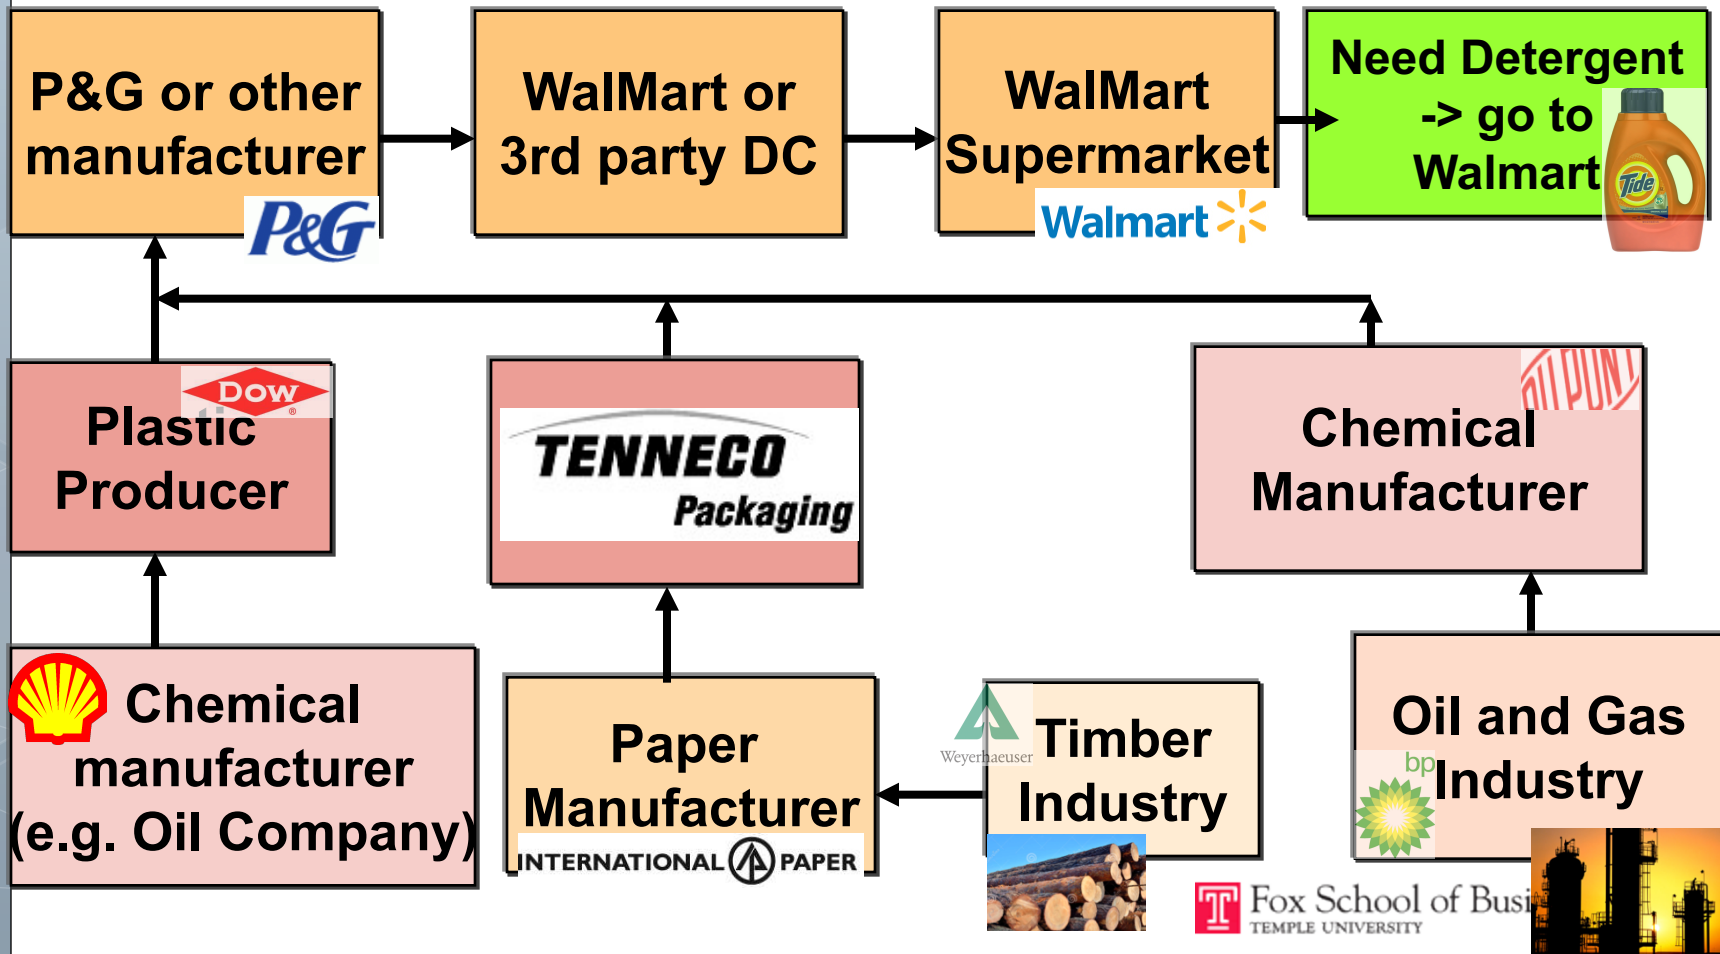 P&G or other
manufacturer
P&G
WalMart or
3rd party DC
WalMart
Supermarket
Walmart
Need Detergent
-> go to
Walmart
Tide
DOW
Plastic
Producer
TENNECO
Packaging
DU PONT
Chemical
Manufacturer
Chemical
manufacturer
(e.g. Oil Company)
Paper
Manufacturer
INTERNATIONAL PAPER
Weyerhaeuser
Timber
Industry
Oil and Gas
bp
Industry
Fox School of Busi
TEMPLE UNIVERSITY